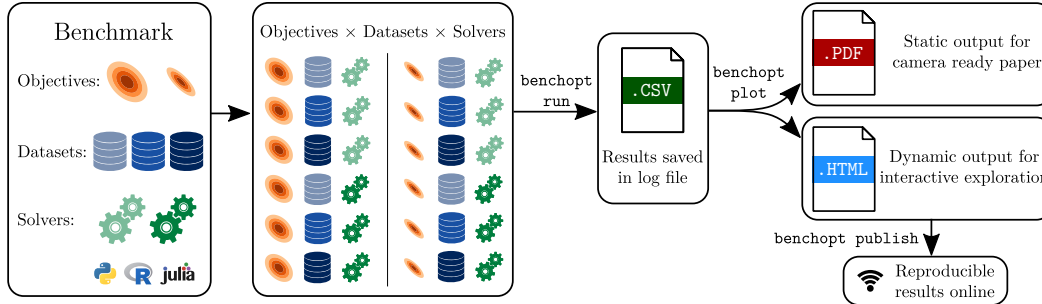 Benchmark
Objectives:
Datasets:
Solvers:
R
julia
Objectives × Datasets × Solvers
benchopt
run
.CSV
Results saved
in log file
benchopt
plot
.PDF
Static output for
camera ready paper
.HTML
Dynamic output for
interactive exploration
benchopt publish
Reproducible
results online